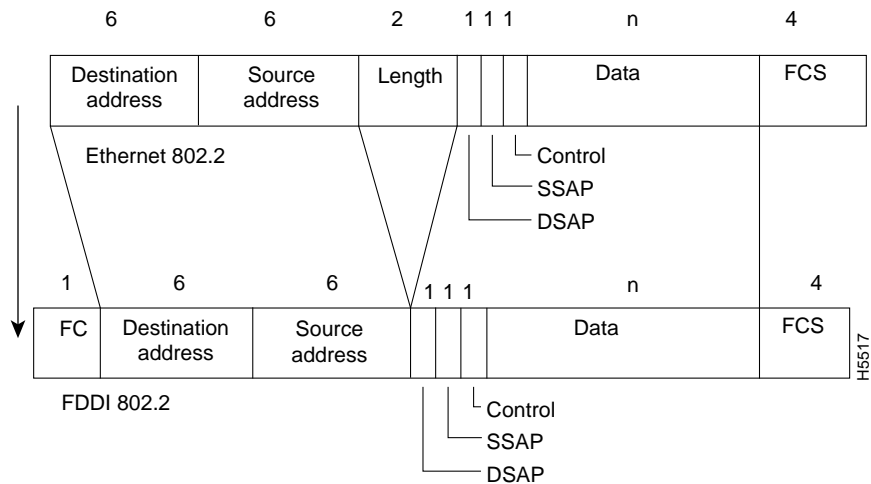 6 6 2 1 1 1 n 4
Destination address
Source address
Length
Data
FCS
Ethernet 802.2
Control
SSAP
DSAP
1 6 6 1 1 1 n 4
FC
Destination address
Source address
Data
FCS
H5517
FDDI 802.2
Control
SSAP
DSAP